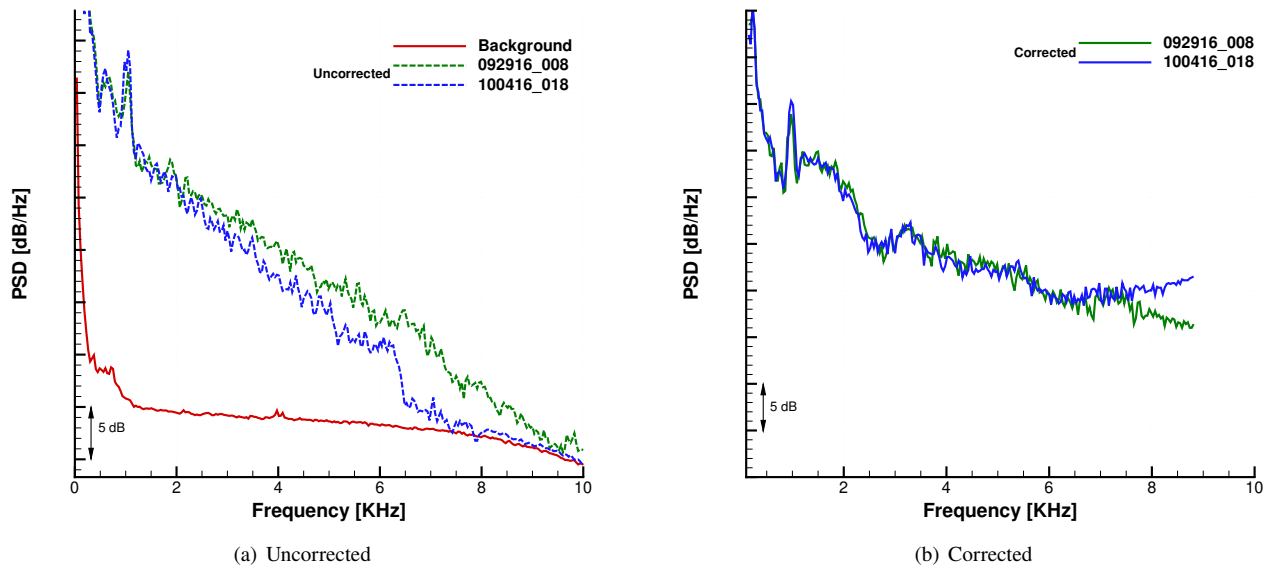 Background
Uncorrected
092916_008
100416_018
PSD [dB/Hz]
5 dB
0 2 4 6 8 10
Frequency [KHz]
(a) Uncorrected
Corrected
092916_008
100416_018
PSD [dB/Hz]
5 dB
2 4 6 8 10
Frequency [KHz]
(b) Corrected